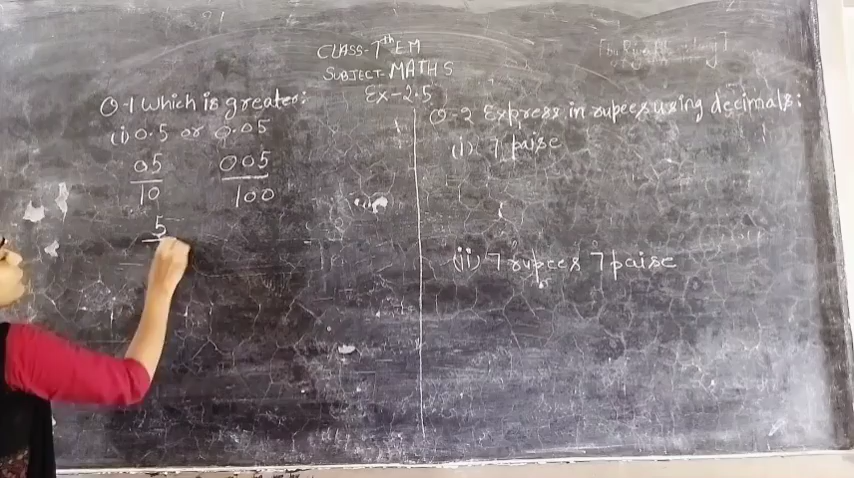 CLASS-7th EM
SUBJECT-MATHS
Ex-2.5
Q-1 Which is greater:
(i) 0.5 or 0.05
05 005
10 100
5
Q-2 Express in rupees using decimals:
(i) 7 paise
(ii) 7 rupees 7 paise